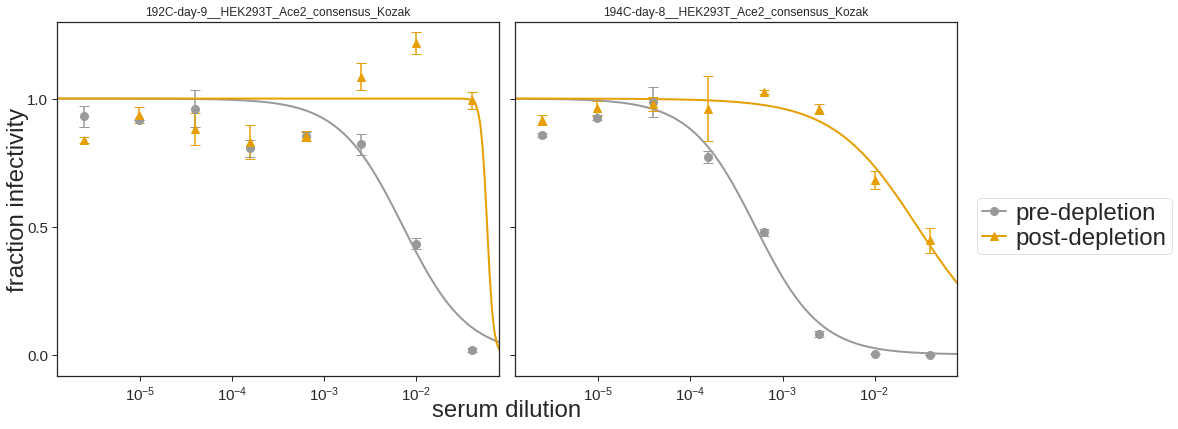 192C-day-9__HEK293T_Ace2_consensus_Kozak
194C-day-8__HEK293T_Ace2_consensus_Kozak
fraction infectivity
1.0
0.5
0.0
10⁻⁵
10⁻⁴
10⁻³
10⁻²
10⁻⁵
10⁻⁴
10⁻³
10⁻²
serum dilution
pre-depletion
post-depletion